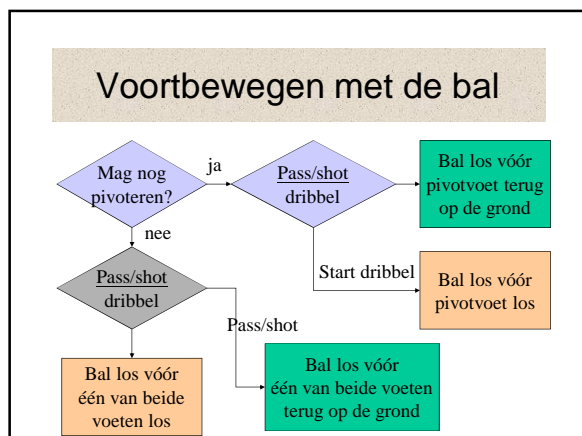 Voortbewegen met de bal
Mag nog
pivoteren?
ja
Pass/shot
dribbel
Bal los vóór
pivotvoet terug
op de grond
nee
Pass/shot
dribbel
Start dribbel
Bal los vóór
pivotvoet los
Pass/shot
Bal los vóór
één van beide
voeten los
Bal los vóór
één van beide voeten
terug op de grond